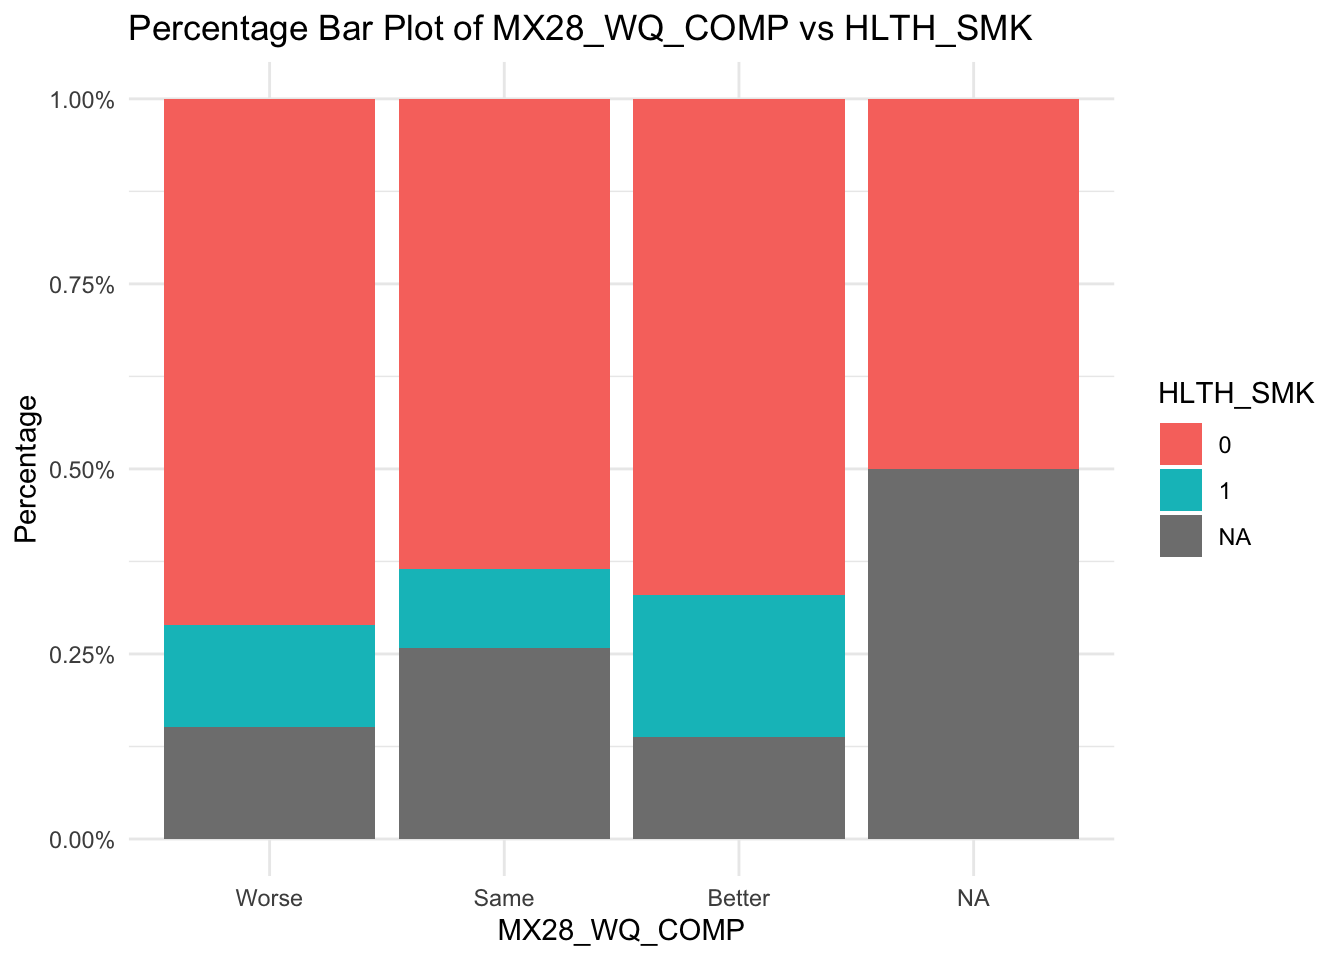 Percentage Bar Plot of MX28_WQ_COMP vs HLTH_SMK
1.00%
0.75%
0.50%
0.25%
0.00%
Percentage
Worse
Same
Better
NA
MX28_WQ_COMP
HLTH_SMK
0
1
NA